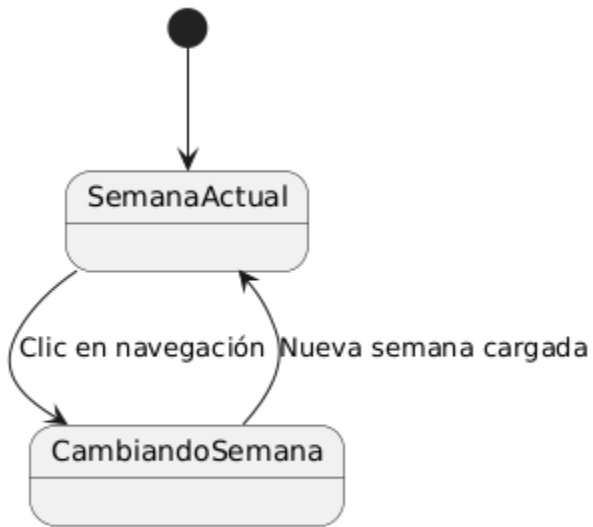 SemanaActual
Clic en navegación
Nueva semana cargada
CambiandoSemana